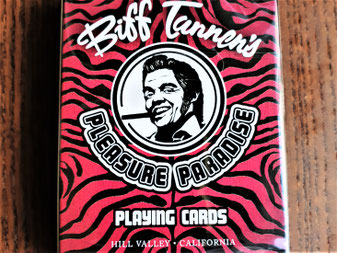 Biff Tannen's
PLEASURE PARADISE
PLAYING CARDS
HILL VALLEY • CALIFORNIA